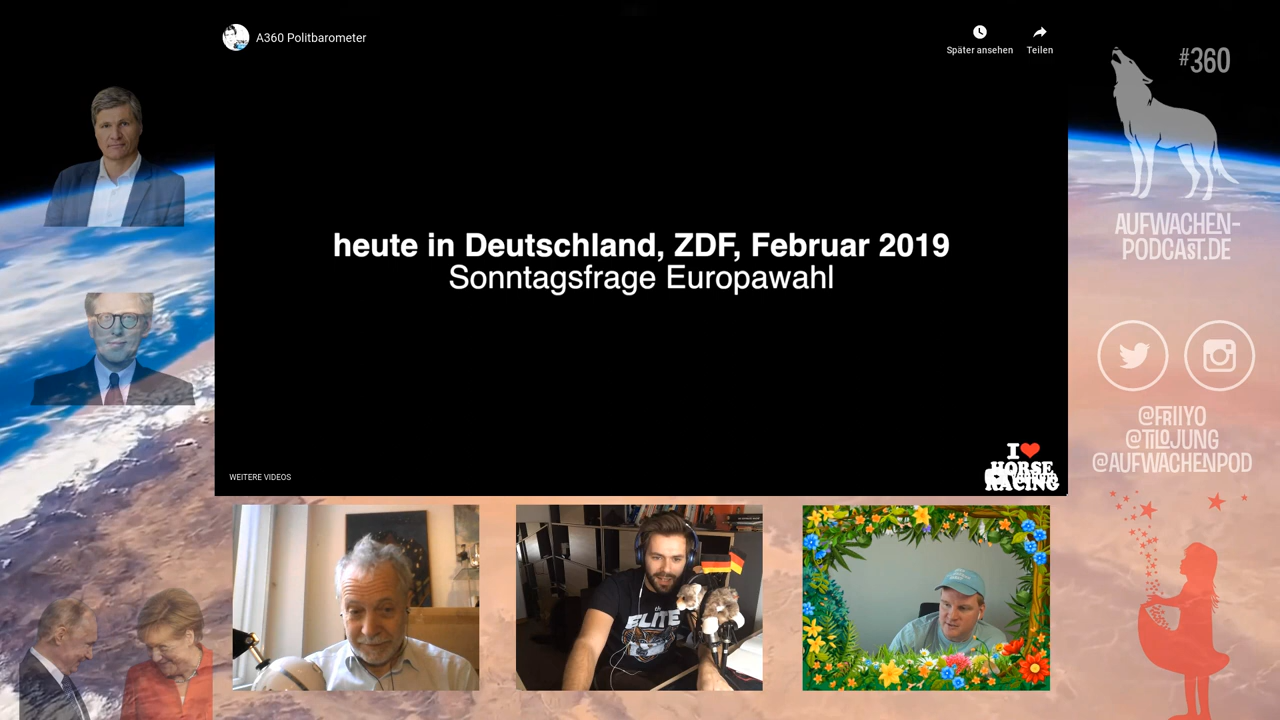 A360 Politbarometer
Später ansehen
Teilen
#360
heute in Deutschland, ZDF, Februar 2019
Sonntagsfrage Europawahl
AUFWACHEN-
PODCAST.DE
@FRIIYO
@TILOJUNG
@AUFWACHENPOD
WEITERE VIDEOS
I
HORSE
RACING
the
ELITE